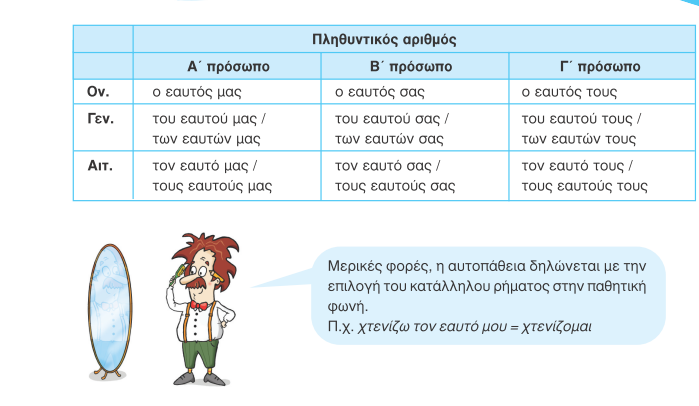 Πληθυντικός αριθμός
Α΄ πρόσωπο Β΄ πρόσωπο Γ΄ πρόσωπο
Ον. ο εαυτός μας ο εαυτός σας ο εαυτός τους
Γεν. του εαυτού μας / του εαυτού σας / του εαυτού τους /
των εαυτών μας των εαυτών σας των εαυτών τους
Αιτ. τον εαυτό μας / τον εαυτό σας / τον εαυτό τους /
τους εαυτούς μας τους εαυτούς σας τους εαυτούς τους
Μερικές φορές, η αυτοπάθεια δηλώνεται με την
επιλογή του κατάλληλου ρήματος στην παθητική
φωνή.
Π.χ. χτενίζω τον εαυτό μου = χτενίζομαι